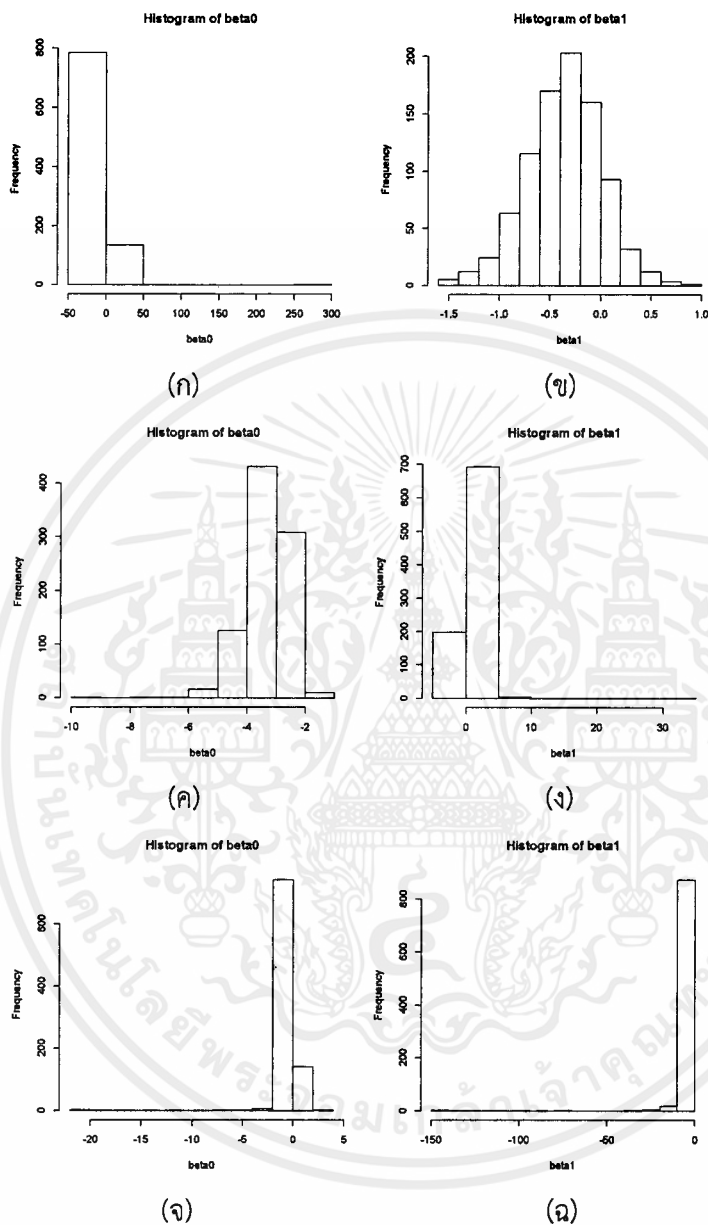 Histogram of beta0
Frequency
0 200 400 600 800
-50 0 50 100 150 200 250 300
beta0
(ก)
Histogram of beta1
Frequency
0 50 100 150 200
-1.5 -1.0 -0.5 0.0 0.5 1.0
beta1
(ข)
Histogram of beta0
Frequency
0 100 200 300 400
-10 -8 -6 -4 -2
beta0
(ค)
Histogram of beta1
Frequency
0 100 200 300 400 500 600 700
0 10 20 30
beta1
(ง)
Histogram of beta0
Frequency
0 200 400 600
-20 -15 -10 -5 0 5
beta0
(จ)
Histogram of beta1
Frequency
0 200 400 600 800
-150 -100 -50 0
beta1
(ฉ)